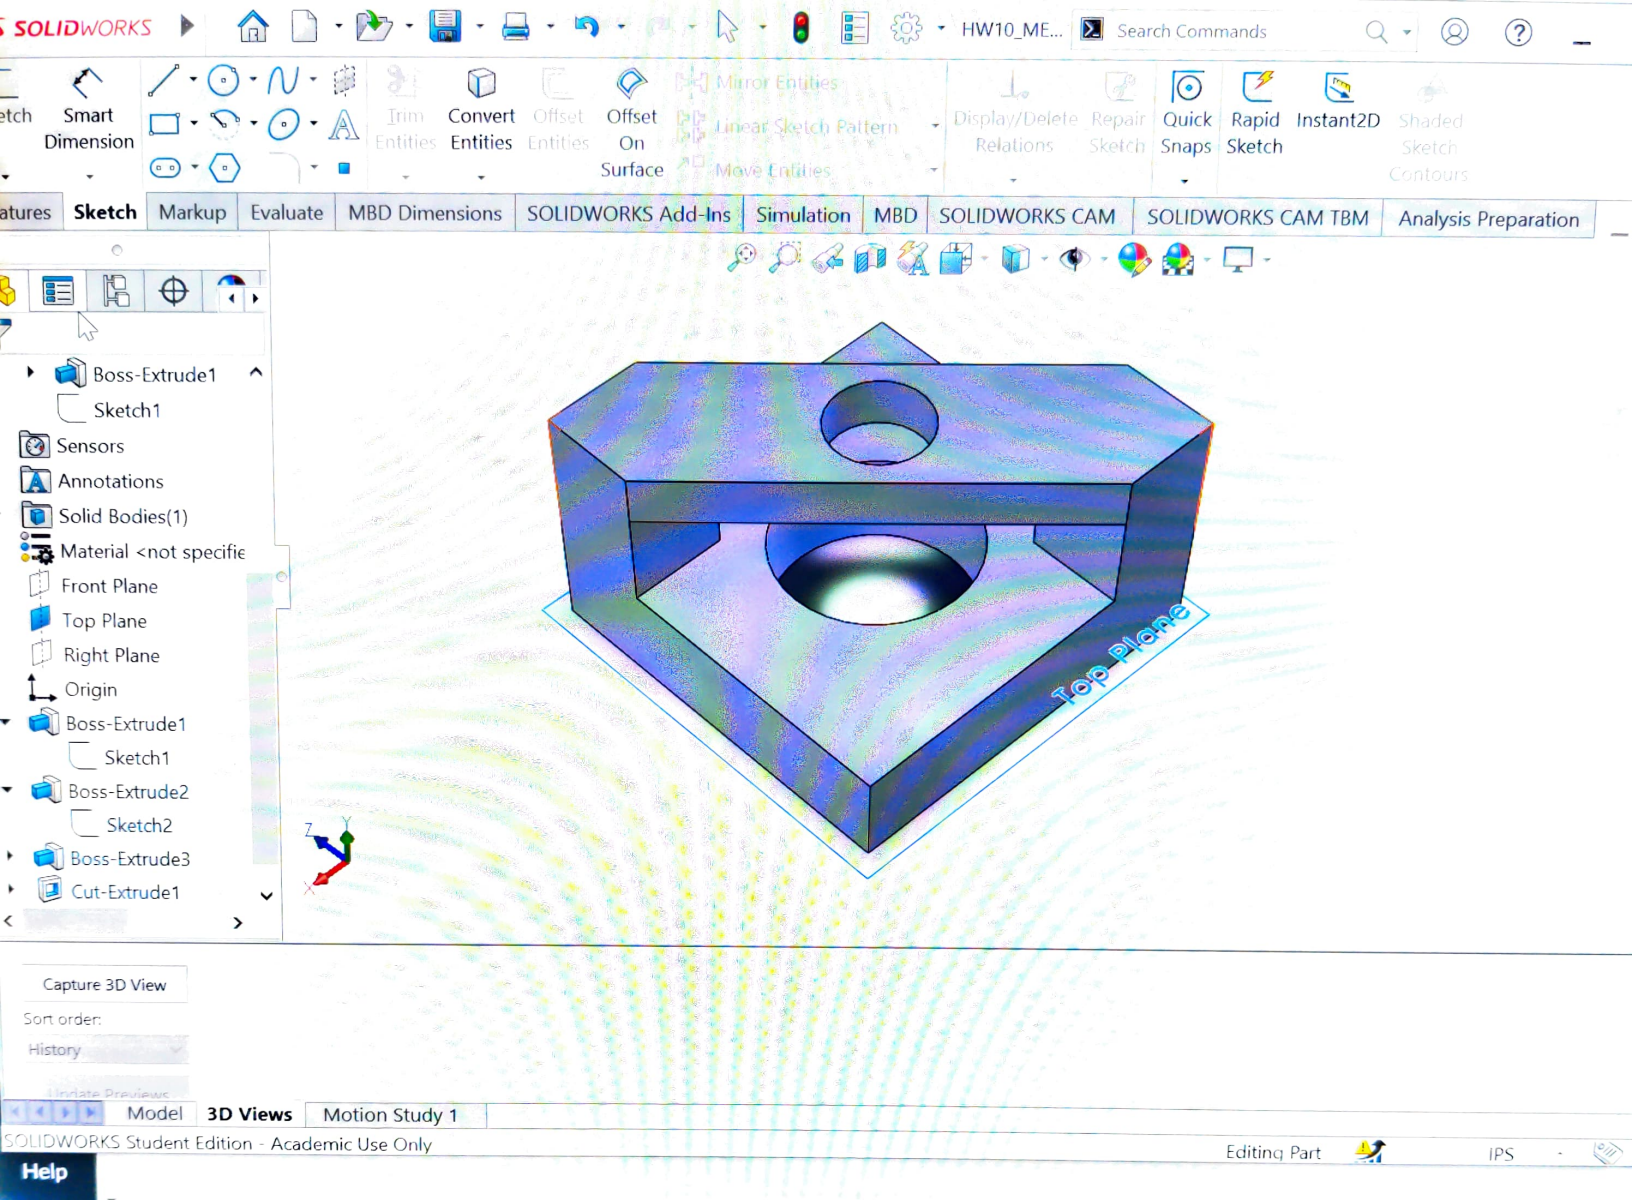 SOLIDWORKS
HW10_ME...
Search Commands
etch
Smart
Dimension
Trim
Entities
Convert
Entities
Offset
Entities
Offset
On
Surface
Mirror Entities
Linear Sketch Pattern
Move Entities
Display/Delete
Relations
Repair
Sketch
Quick
Snaps
Rapid
Sketch
Instant2D
Shaded
Sketch
Contours
atures
Sketch
Markup
Evaluate
MBD Dimensions
SOLIDWORKS Add-Ins
Simulation
MBD
SOLIDWORKS CAM
SOLIDWORKS CAM TBM
Analysis Preparation
Boss-Extrude1
Sketch1
Sensors
Annotations
Solid Bodies(1)
Material <not specifie
Front Plane
Top Plane
Right Plane
Origin
Boss-Extrude1
Sketch1
Boss-Extrude2
Sketch2
Boss-Extrude3
Cut-Extrude1
Top Plane
Z
Y
X
Capture 3D View
Sort order:
History
Update Previews
Model
3D Views
Motion Study 1
SOLIDWORKS Student Edition - Academic Use Only
Editing Part
IPS
Help